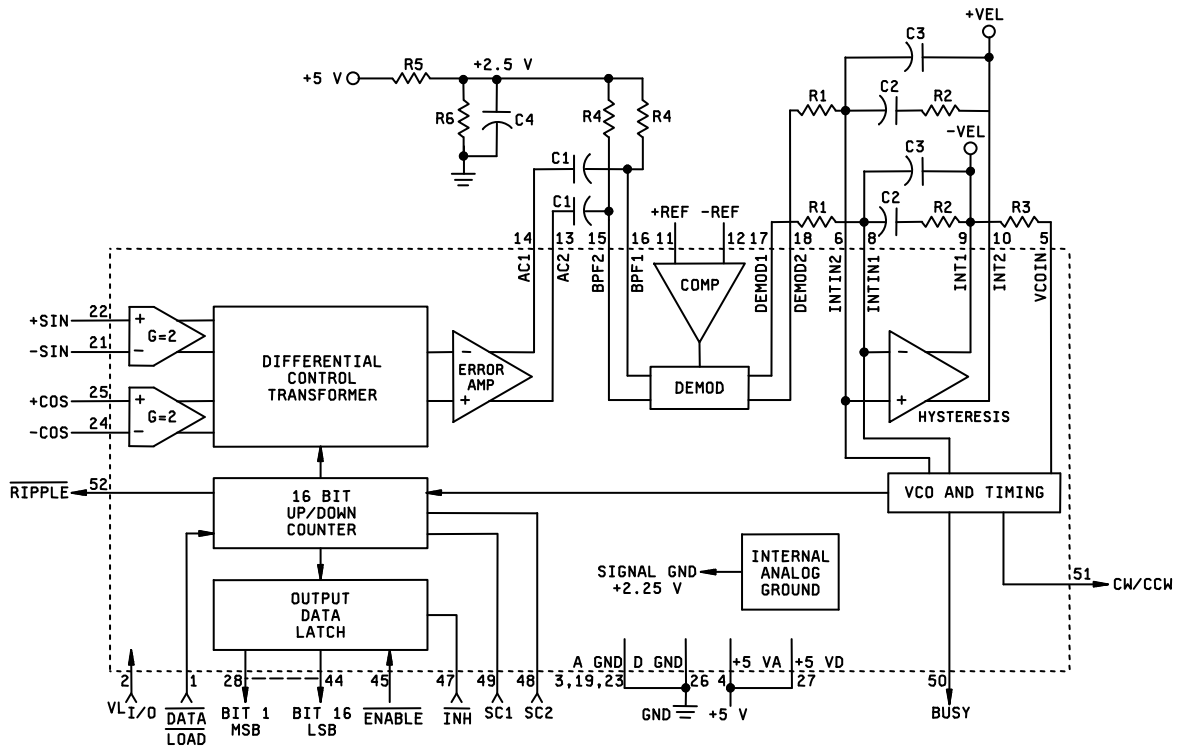 +VEL
C3
+5 V
R5
+2.5 V
R6
C4
R4
R4
R1
C2
R2
-VEL
C3
C1
C1
+REF
-REF
R1
C2
R2
R3
14
13
15
16
11
12
17
18
6
8
9
10
5
AC1
AC2
BPF2
BPF1
DEMOD1
DEMOD2
INTIN2
INTIN1
INT1
INT2
VCOIN
COMP
+SIN
22
+
G=2
-SIN
21
-
DIFFERENTIAL
CONTROL
TRANSFORMER
-
ERROR
AMP
+
DEMOD
-
+
HYSTERESIS
+COS
25
+
G=2
-COS
24
-
RIPPLE
52
16 BIT
UP/DOWN
COUNTER
VCO AND TIMING
SIGNAL GND
+2.25 V
INTERNAL
ANALOG
GROUND
51
CW/CCW
OUTPUT
DATA
LATCH
A GND
D GND
+5 VA
+5 VD
2
1
28
44
45
47
49
48
3,19,23
26
4
27
50
VL I/O
DATA
LOAD
BIT 1
MSB
BIT 16
LSB
ENABLE
INH
SC1
SC2
GND
+5 V
BUSY